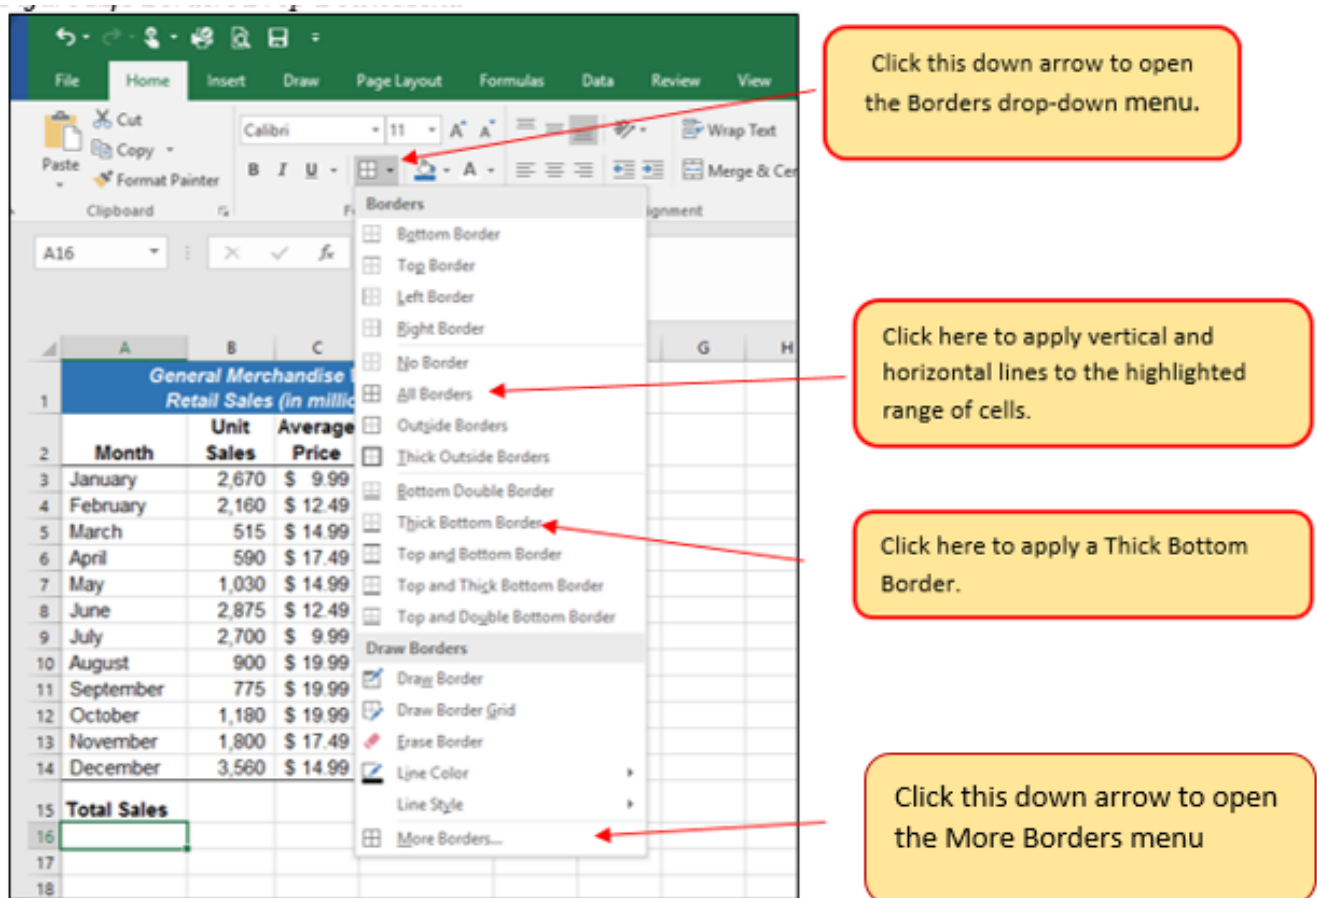 File Home Insert Draw Page Layout Formulas Data Review View
Cut
Calibri 11 Wrap Text
Copy
Paste
Format Painter B I U A Merge & Cen
Clipboard
Click this down arrow to open
the Borders drop-down menu.
A16 fx
Borders
Bottom Border
Top Border
Left Border
Right Border
No Border
All Borders
Outside Borders
Thick Outside Borders
Bottom Double Border
Thick Bottom Border
Top and Bottom Border
Top and Thick Bottom Border
Top and Double Bottom Border
Draw Borders
Draw Border
Draw Border Grid
Erase Border
Line Color
Line Style
More Borders...
A B C G H
1 General Merchandise
Retail Sales (in millio
Unit Average
2 Month Sales Price
3 January 2,670 $ 9.99
4 February 2,160 $ 12.49
5 March 515 $ 14.99
6 April 590 $ 17.49
7 May 1,030 $ 14.99
8 June 2,875 $ 12.49
9 July 2,700 $ 9.99
10 August 900 $ 19.99
11 September 775 $ 19.99
12 October 1,180 $ 19.99
13 November 1,800 $ 17.49
14 December 3,560 $ 14.99
15 Total Sales
16
17
18
Click here to apply vertical and
horizontal lines to the highlighted
range of cells.
Click here to apply a Thick Bottom
Border.
Click this down arrow to open
the More Borders menu